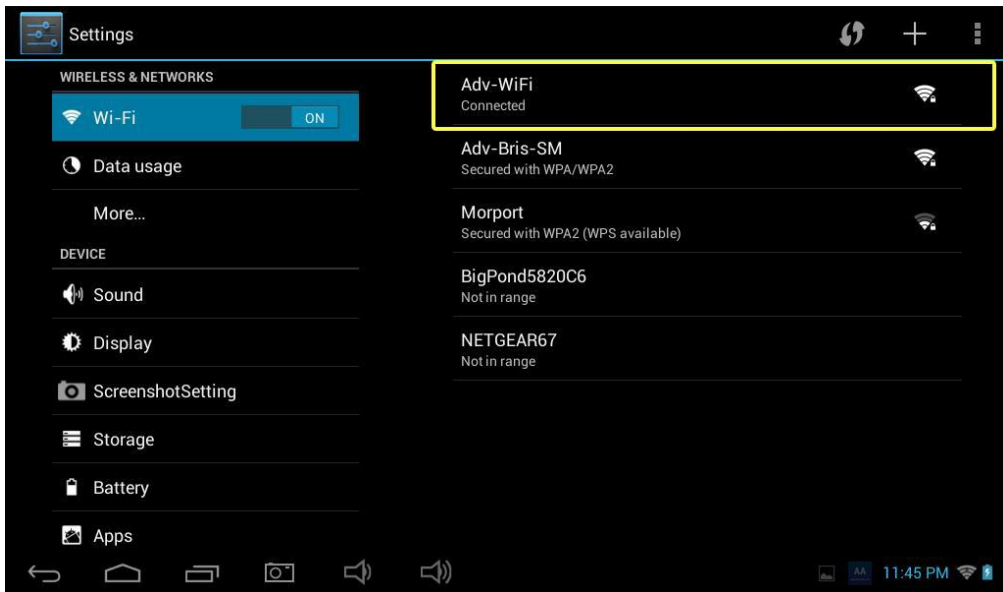 Settings
WIRELESS & NETWORKS
Wi-Fi
ON
Data usage
More...
DEVICE
Sound
Display
ScreenshotSetting
Storage
Battery
Apps
Adv-WiFi
Connected
Adv-Bris-SM
Secured with WPA/WPA2
Morport
Secured with WPA2 (WPS available)
BigPond5820C6
Not in range
NETGEAR67
Not in range
AA
11:45 PM